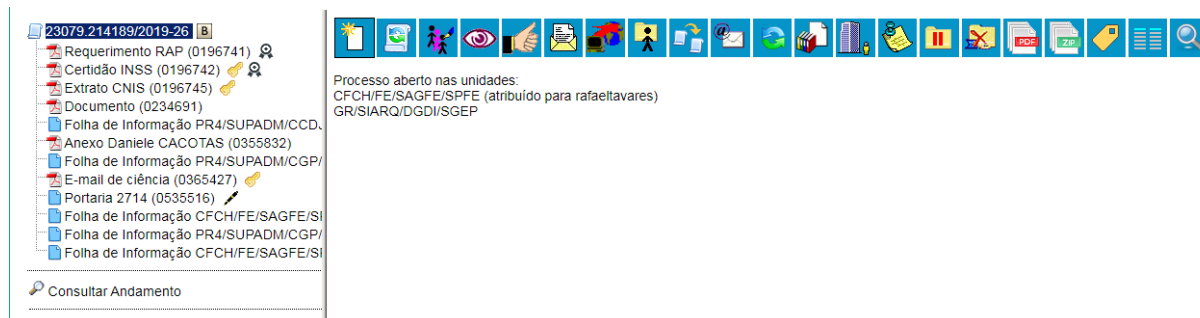 23079.214189/2019-26 B
Requerimento RAP (0196741)
Certidão INSS (0196742)
Extrato CNIS (0196745)
Documento (0234691)
Folha de Informação PR4/SUPADM/CCDJ
Anexo Daniele CACOTAS (0355832)
Folha de Informação PR4/SUPADM/CGP/
E-mail de ciência (0365427)
Portaria 2714 (0535516)
Folha de Informação CFCH/FE/SAGFE/SI
Folha de Informação PR4/SUPADM/CGP/
Folha de Informação CFCH/FE/SAGFE/SI
Consultar Andamento
PDF
ZIP
Processo aberto nas unidades:
CFCH/FE/SAGFE/SPFE (atribuído para rafaeltavares)
GR/SIARQ/DGDI/SGEP